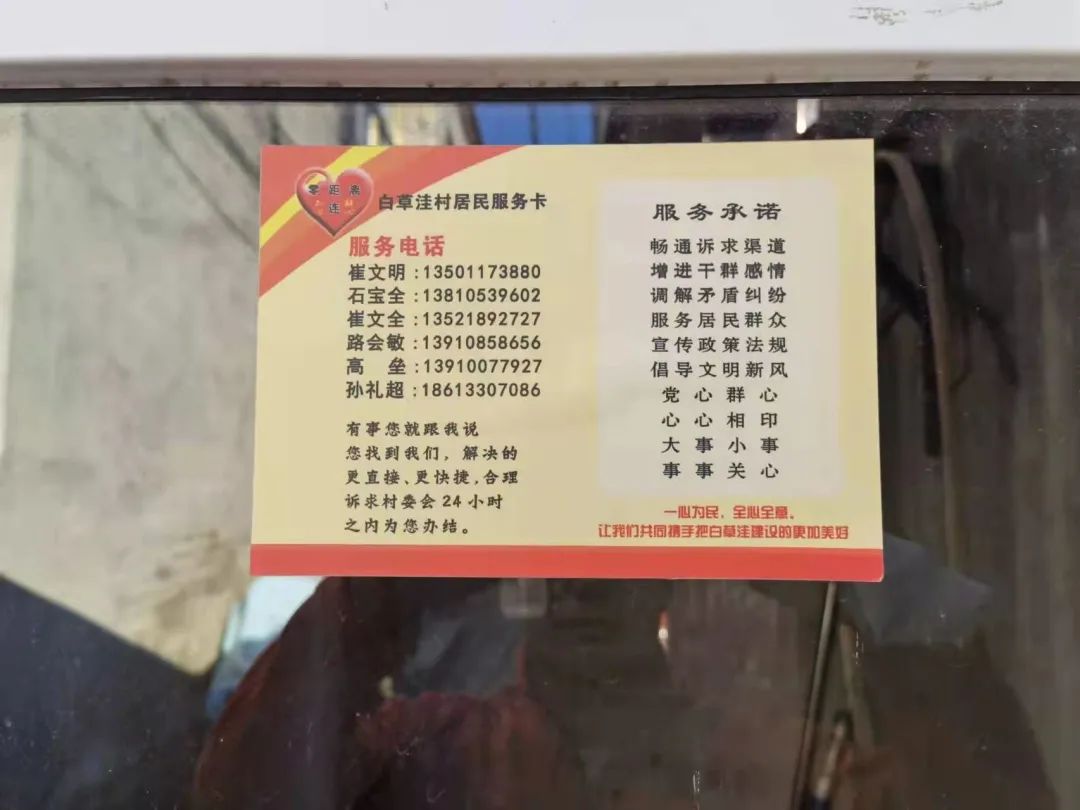 零距离
连
白草洼村居民服务卡
服务电话
崔文明:13501173880
石宝全:13810539602
崔文全:13521892727
路会敏:13910858656
高 垒:13910077927
孙礼超:18613307086
有事您就跟我说
您找到我们，解决的
更直接、更快捷，合理
诉求村委会24小时
之内为您办结。
服务承诺
畅通诉求渠道
增进干群感情
调解矛盾纠纷
服务居民群众
宣传政策法规
倡导文明新风
党心群心
心心相印
大事小事
事事关心
一心为民，全心全意。
让我们共同携手把白草洼建设的更加美好